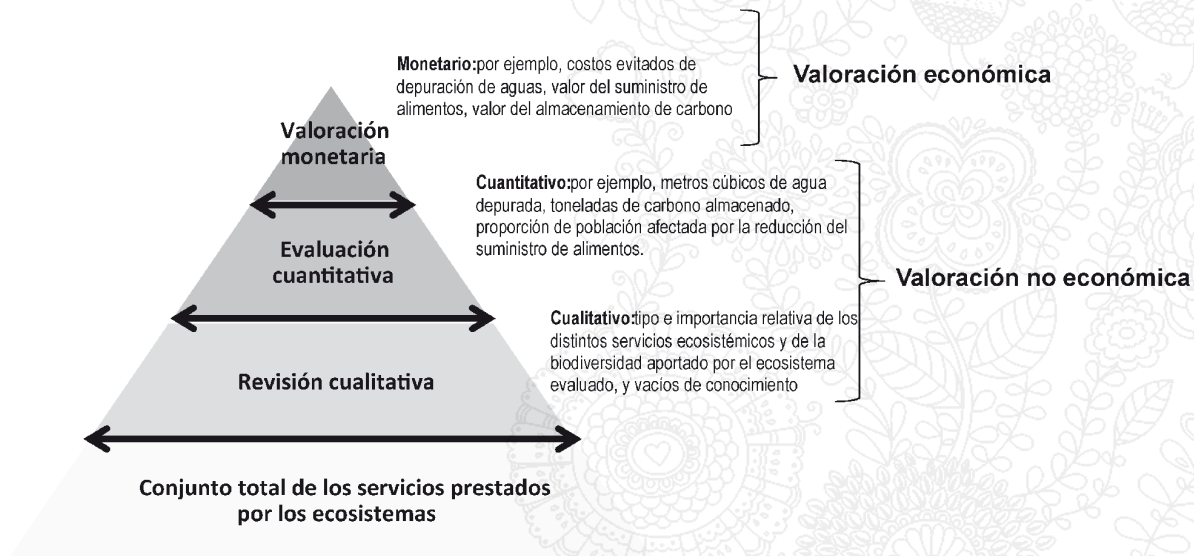 Monetario:por ejemplo, costos evitados de
depuración de aguas, valor del suministro de
alimentos, valor del almacenamiento de carbono
Valoración económica
Valoración
monetaria
Cuantitativo:por ejemplo, metros cúbicos de agua
depurada, toneladas de carbono almacenado,
proporción de población afectada por la reducción del
suministro de alimentos.
Evaluación
cuantitativa
Valoración no económica
Cualitativo:tipo e importancia relativa de los
distintos servicios ecosistémicos y de la
biodiversidad aportado por el ecosistema
evaluado, y vacíos de conocimiento
Revisión cualitativa
Conjunto total de los servicios prestados
por los ecosistemas